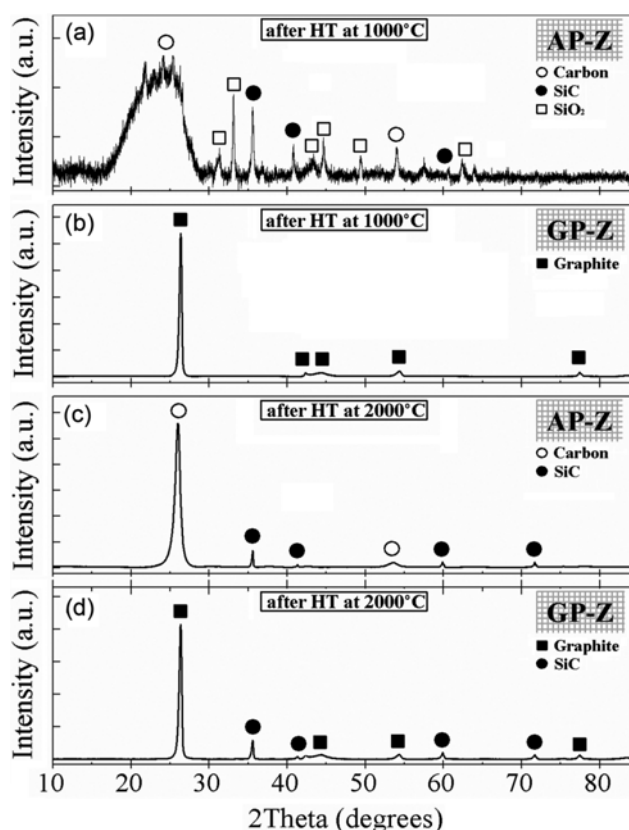 (a)
after HT at 1000°C
AP-Z
Carbon
SiC
SiO₂
Intensity (a.u.)
(b)
after HT at 1000°C
GP-Z
Graphite
Intensity (a.u.)
(c)
after HT at 2000°C
AP-Z
Carbon
SiC
Intensity (a.u.)
(d)
after HT at 2000°C
GP-Z
Graphite
SiC
Intensity (a.u.)
10 20 30 40 50 60 70 80
2Theta (degrees)